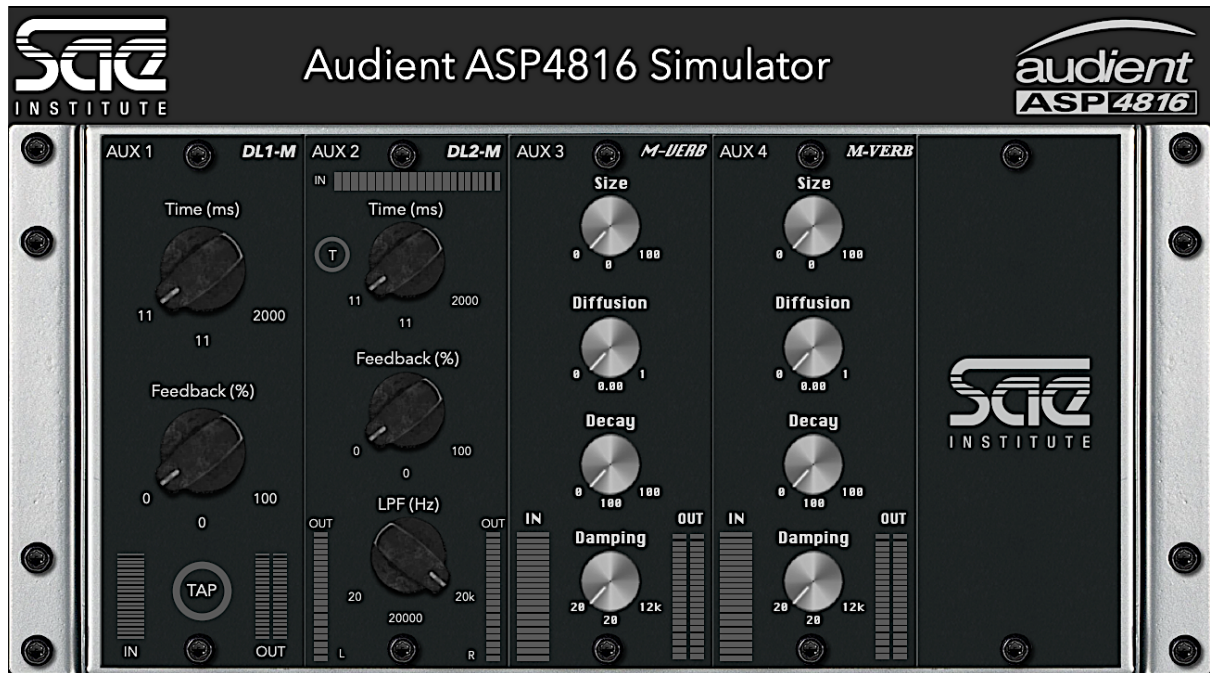 sae
INSTITUTE
Audient ASP4816 Simulator
audient
ASP 4816
AUX 1 DL1-M
Time (ms)
11 2000
11
Feedback (%)
0 100
0
TAP
IN OUT
AUX 2 DL2-M
IN
Time (ms)
T
11 2000
11
Feedback (%)
0 100
0
LPF (Hz)
OUT OUT
20 20k
20000
L R
AUX 3 M-VERB
Size
0 100
0
Diffusion
0 1
0.00
Decay
0 100
100
IN OUT
Damping
20 12k
20
AUX 4 M-VERB
Size
0 100
0
Diffusion
0 1
0.00
Decay
0 100
100
IN OUT
Damping
20 12k
20
sae
INSTITUTE